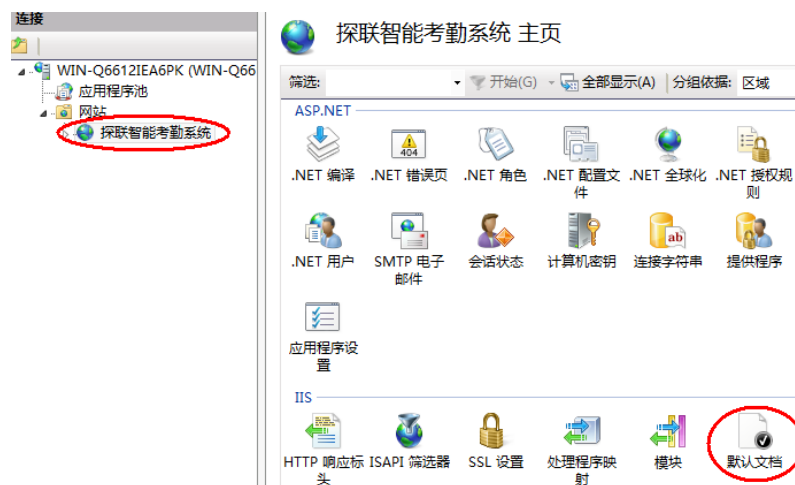 连接
WIN-Q6612IEA6PK (WIN-Q66
应用程序池
网站
探联智能考勤系统
探联智能考勤系统 主页
筛选:
开始(G)
全部显示(A)
分组依据:
区域
ASP.NET
.NET 编译
404
.NET 错误页
.NET 角色
.NET 配置文
件
.NET 全球化
.NET 授权规
则
.NET 用户
SMTP 电子
邮件
会话状态
计算机密钥
ab
连接字符串
提供程序
应用程序设
置
IIS
HTTP 响应标
头
ISAPI 筛选器
SSL 设置
处理程序映
射
模块
默认文档